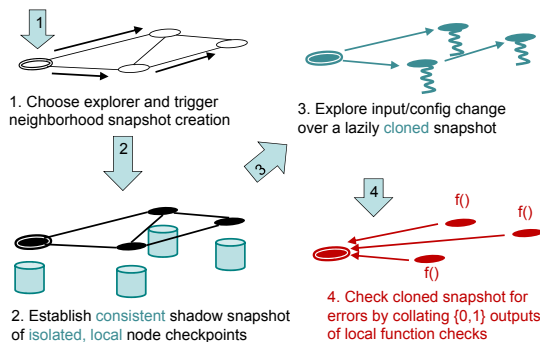 1
1. Choose explorer and trigger
neighborhood snapshot creation
3. Explore input/config change
over a lazily cloned snapshot
2
3
4
f()
f()
f()
2. Establish consistent shadow snapshot
of isolated, local node checkpoints
4. Check cloned snapshot for
errors by collating {0,1} outputs
of local function checks